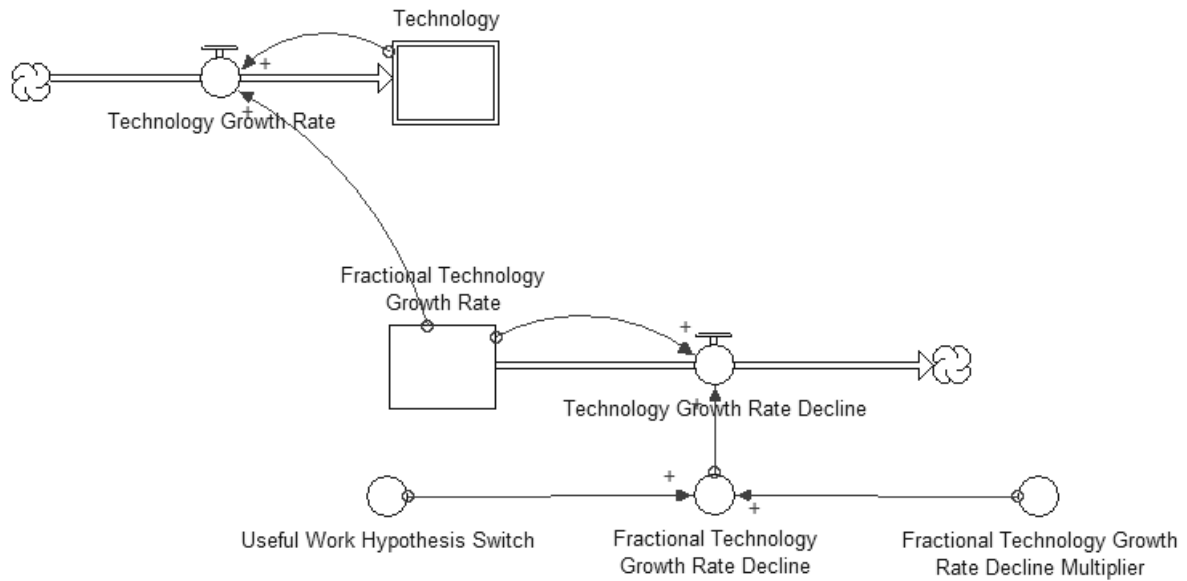 Technology
+
+
Technology Growth Rate
Fractional Technology
Growth Rate
+
Technology Growth Rate Decline
+
+
+
Useful Work Hypothesis Switch
Fractional Technology
Growth Rate Decline
Fractional Technology Growth
Rate Decline Multiplier